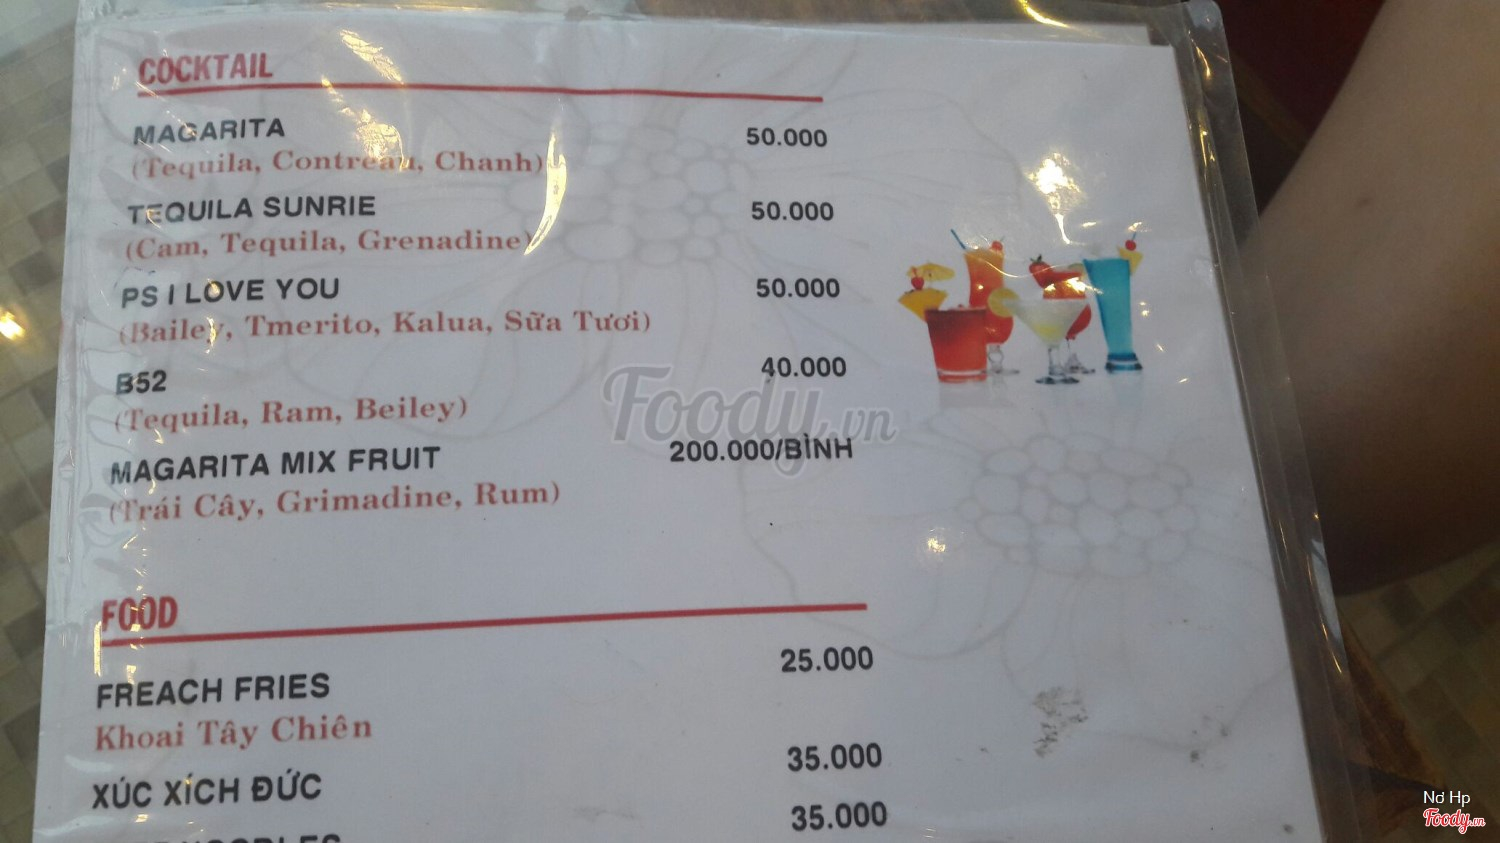 COCKTAIL
MAGARITA 50.000
(Tequila, Contreau, Chanh)
TEQUILA SUNRIE 50.000
(Cam, Tequila, Grenadine)
PS I LOVE YOU 50.000
(Bailey, Tmerito, Kalua, Sữa Tươi)
B52 40.000
(Tequila, Ram, Beiley)
Foody.vn
MAGARITA MIX FRUIT 200.000/BÌNH
(Trái Cây, Grimadine, Rum)
FOOD
FREACH FRIES 25.000
Khoai Tây Chiên
XÚC XÍCH ĐỨC 35.000
NOODLES 35.000
Nơ Hp
Foody.vn